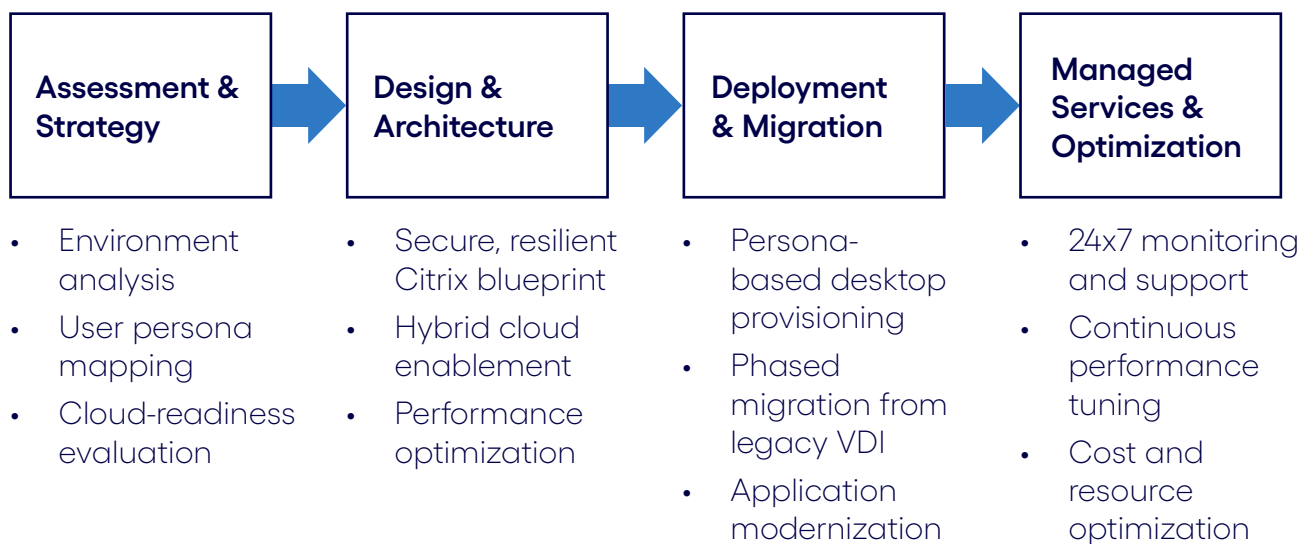 Assessment &
Strategy
Design &
Architecture
Deployment
& Migration
Managed
Services &
Optimization
• Environment
analysis
• User persona
mapping
• Cloud-readiness
evaluation
• Secure, resilient
Citrix blueprint
• Hybrid cloud
enablement
• Performance
optimization
• Persona-
based desktop
provisioning
• Phased
migration from
legacy VDI
• Application
modernization
• 24x7 monitoring
and support
• Continuous
performance
tuning
• Cost and
resource
optimization